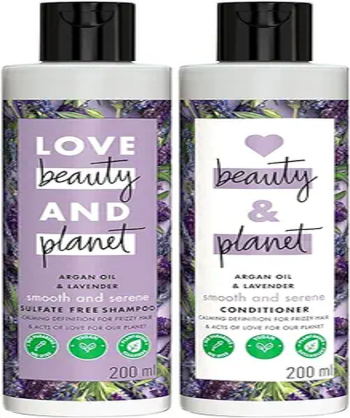 LOVE
beauty
AND
planet
ARGAN OIL
& LAVENDER
smooth and serene
SULFATE FREE SHAMPOO
CALMING DEFINITION FOR FRIZZY HAIR
& ACTS OF LOVE FOR OUR PLANET
VEGAN
200 ml
beauty
&
planet
ARGAN OIL
& LAVENDER
smooth and serene
CONDITIONER
CALMING DEFINITION FOR FRIZZY HAIR
& ACTS OF LOVE FOR OUR PLANET
VEGAN
200 ml